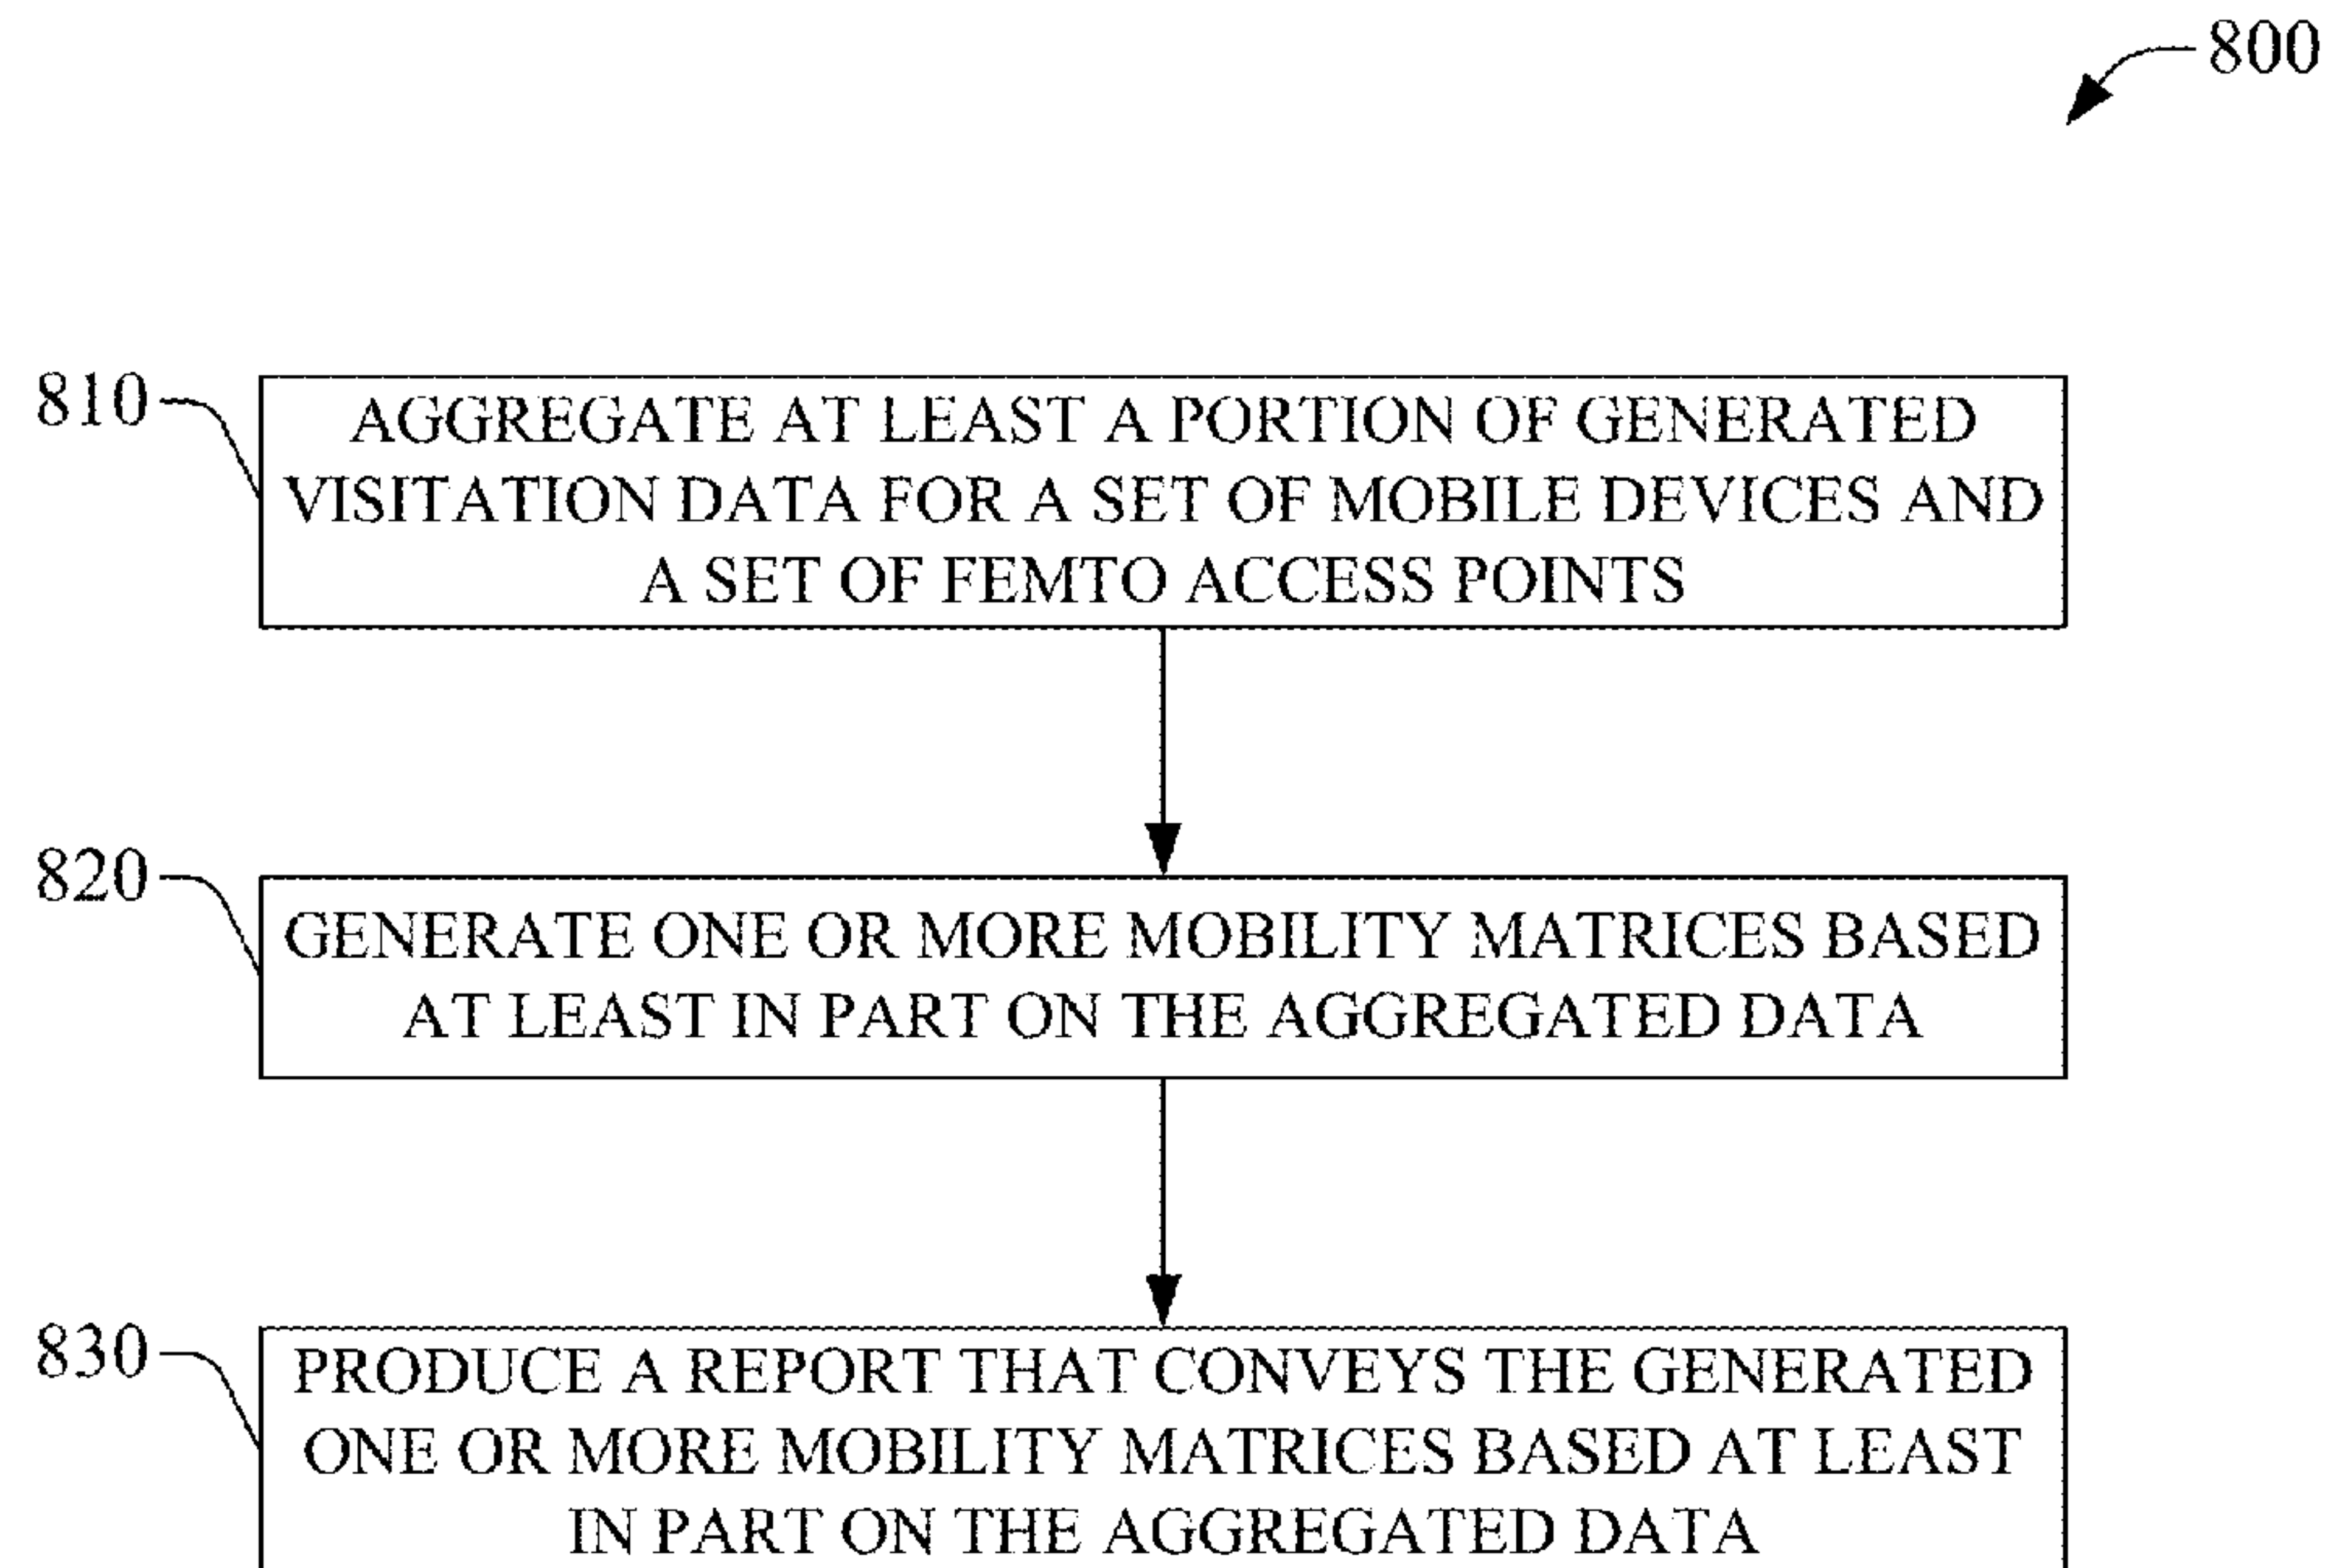 800
810
AGGREGATE AT LEAST A PORTION OF GENERATED
VISITATION DATA FOR A SET OF MOBILE DEVICES AND
A SET OF FEMTO ACCESS POINTS
820
GENERATE ONE OR MORE MOBILITY MATRICES BASED
AT LEAST IN PART ON THE AGGREGATED DATA
830
PRODUCE A REPORT THAT CONVEYS THE GENERATED
ONE OR MORE MOBILITY MATRICES BASED AT LEAST
IN PART ON THE AGGREGATED DATA